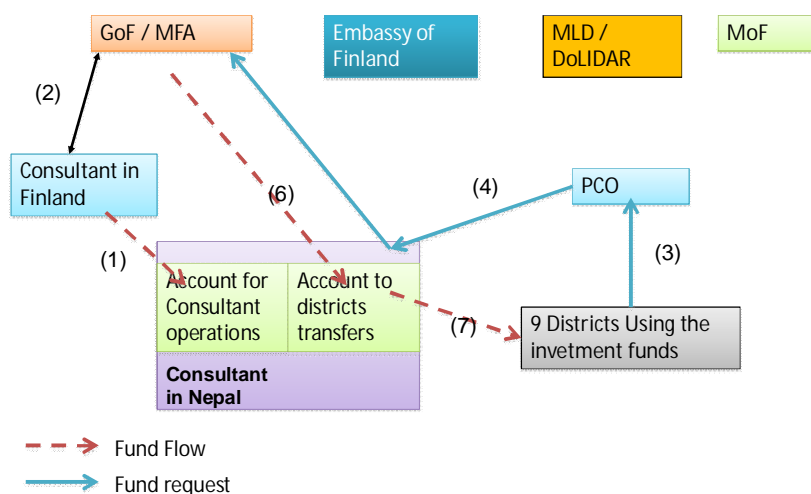 GoF / MFA
Embassy of
Finland
MLD /
DoLIDAR
MoF
(2)
Consultant in
Finland
(6)
(4)
PCO
(1)
(3)
Account for
Consultant
operations
Account to
districts
transfers
(7)
9 Districts Using the
invetment funds
Consultant
in Nepal
Fund Flow
Fund request